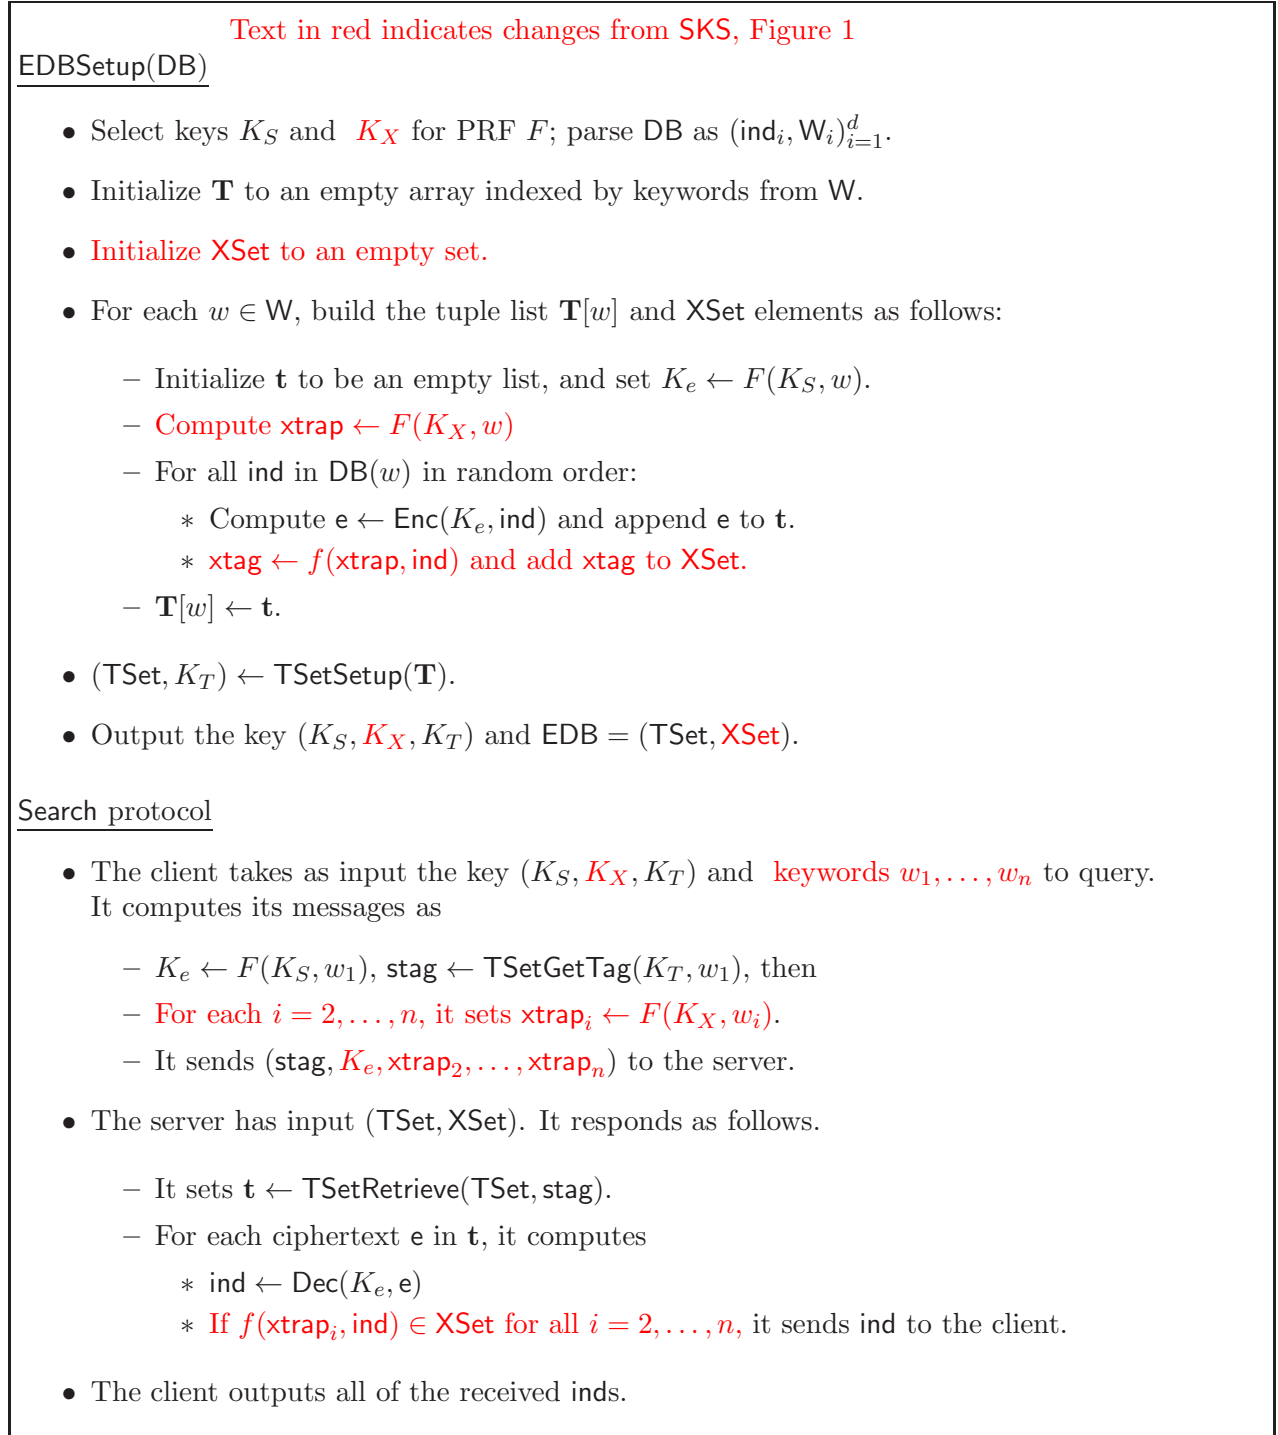 Text in red indicates changes from SKS, Figure 1
EDBSetup(DB)
• Select keys K_S and K_X for PRF F; parse DB as (ind_i, W_i)_{i=1}^d.
• Initialize T to an empty array indexed by keywords from W.
• Initialize XSet to an empty set.
• For each w ∈ W, build the tuple list T[w] and XSet elements as follows:
– Initialize t to be an empty list, and set K_e ← F(K_S, w).
– Compute xtrap ← F(K_X, w)
– For all ind in DB(w) in random order:
∗ Compute e ← Enc(K_e, ind) and append e to t.
∗ xtag ← f(xtrap, ind) and add xtag to XSet.
– T[w] ← t.
• (TSet, K_T) ← TSetSetup(T).
• Output the key (K_S, K_X, K_T) and EDB = (TSet, XSet).
Search protocol
• The client takes as input the key (K_S, K_X, K_T) and keywords w_1, . . . , w_n to query.
It computes its messages as
– K_e ← F(K_S, w_1), stag ← TSetGetTag(K_T, w_1), then
– For each i = 2, . . . , n, it sets xtrap_i ← F(K_X, w_i).
– It sends (stag, K_e, xtrap_2, . . . , xtrap_n) to the server.
• The server has input (TSet, XSet). It responds as follows.
– It sets t ← TSetRetrieve(TSet, stag).
– For each ciphertext e in t, it computes
∗ ind ← Dec(K_e, e)
∗ If f(xtrap_i, ind) ∈ XSet for all i = 2, . . . , n, it sends ind to the client.
• The client outputs all of the received inds.